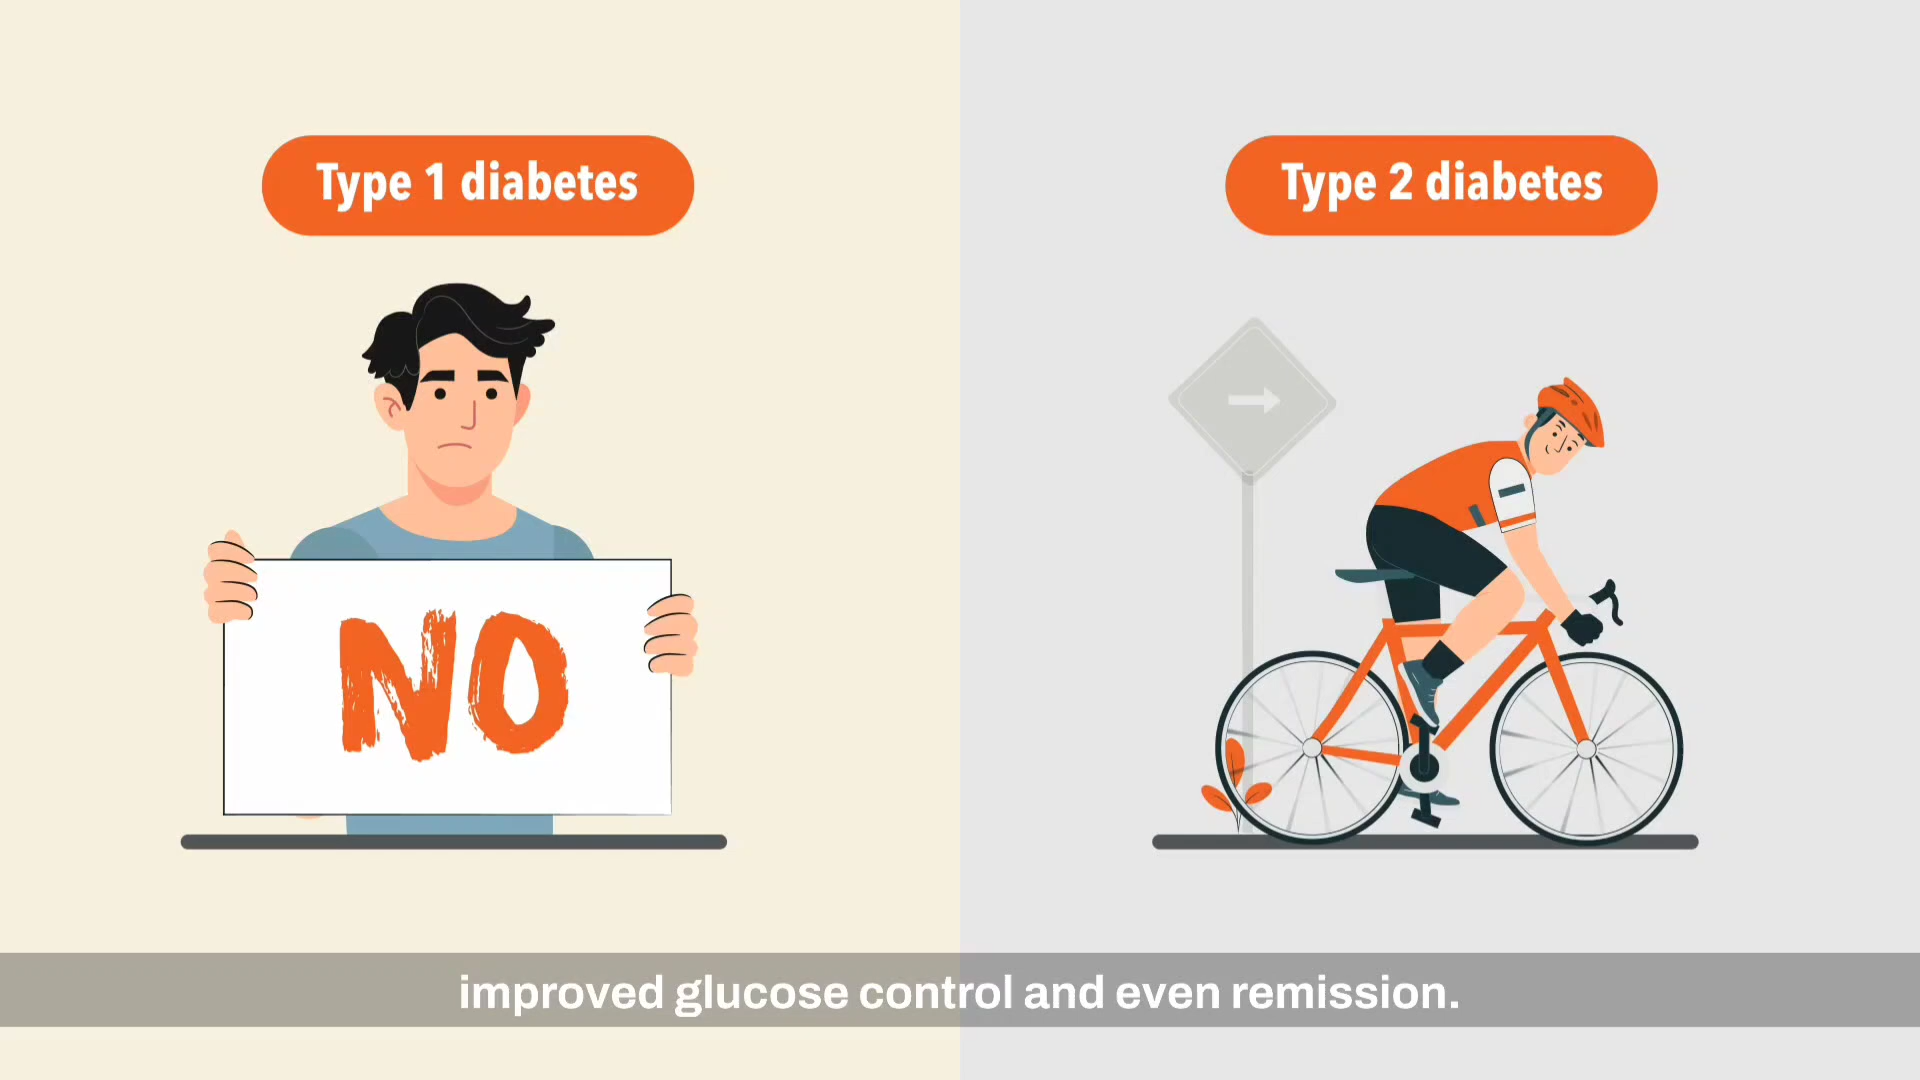 Type 1 diabetes
Type 2 diabetes
NO
improved glucose control and even remission.